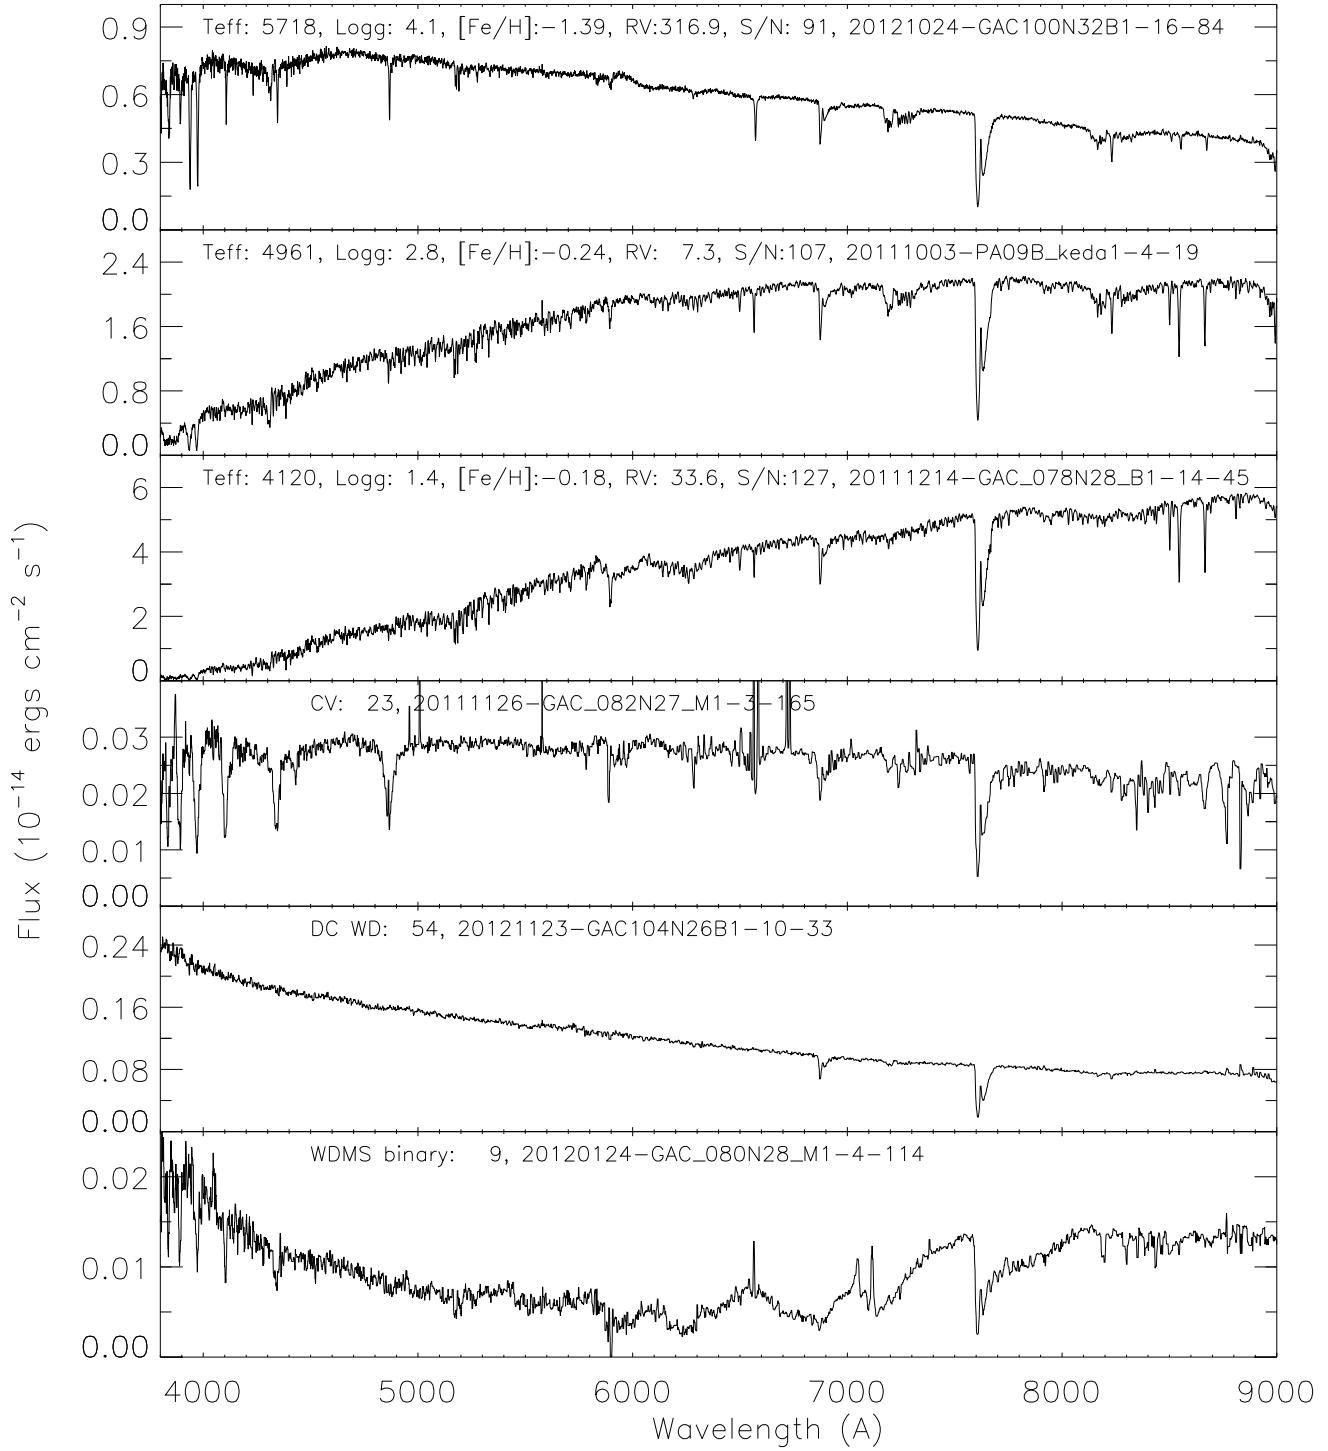 Teff: 5718, Logg: 4.1, [Fe/H]:−1.39, RV:316.9, S/N: 91, 20121024−GAC100N32B1−16−84
0.9
0.6
0.3
0.0
Teff: 4961, Logg: 2.8, [Fe/H]:−0.24, RV: 7.3, S/N:107, 20111003−PA09B_keda1−4−19
2.4
1.6
0.8
0.0
Teff: 4120, Logg: 1.4, [Fe/H]:−0.18, RV: 33.6, S/N:127, 20111214−GAC_078N28_B1−14−45
6
4
2
0
CV: 23, 20111126−GAC_082N27_M1−3−165
0.03
0.02
0.01
0.00
DC WD: 54, 20121123−GAC104N26B1−10−33
0.24
0.16
0.08
0.00
WDMS binary: 9, 20120124−GAC_080N28_M1−4−114
0.02
0.01
0.00
Flux (10⁻¹⁴ ergs cm⁻² s⁻¹)
4000 5000 6000 7000 8000 9000
Wavelength (A)